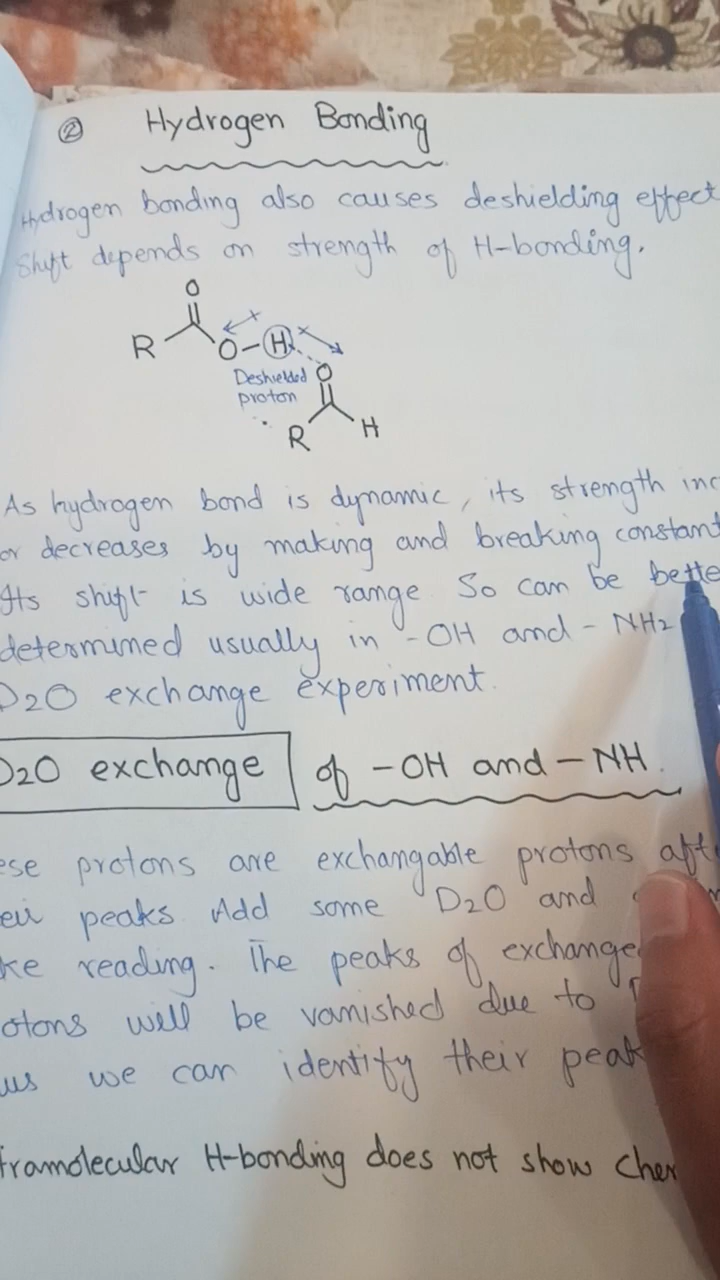 ② Hydrogen Bonding
Hydrogen bonding also causes deshielding effect
Shift depends on strength of H-bonding.
O
R O-H
Deshielded O
proton
R H
As hydrogen bond is dynamic, its strength inc
or decreases by making and breaking constant
Its shift is wide range. So can be bette
determined usually in -OH and -NH2
D2O exchange experiment.
D2O exchange of -OH and -NH.
ese protons are exchangable protons aft
eir peaks. Add some D2O and
ke reading. The peaks of exchange
otons will be vanished due to
us we can identify their peak
tramolecular H-bonding does not show chem